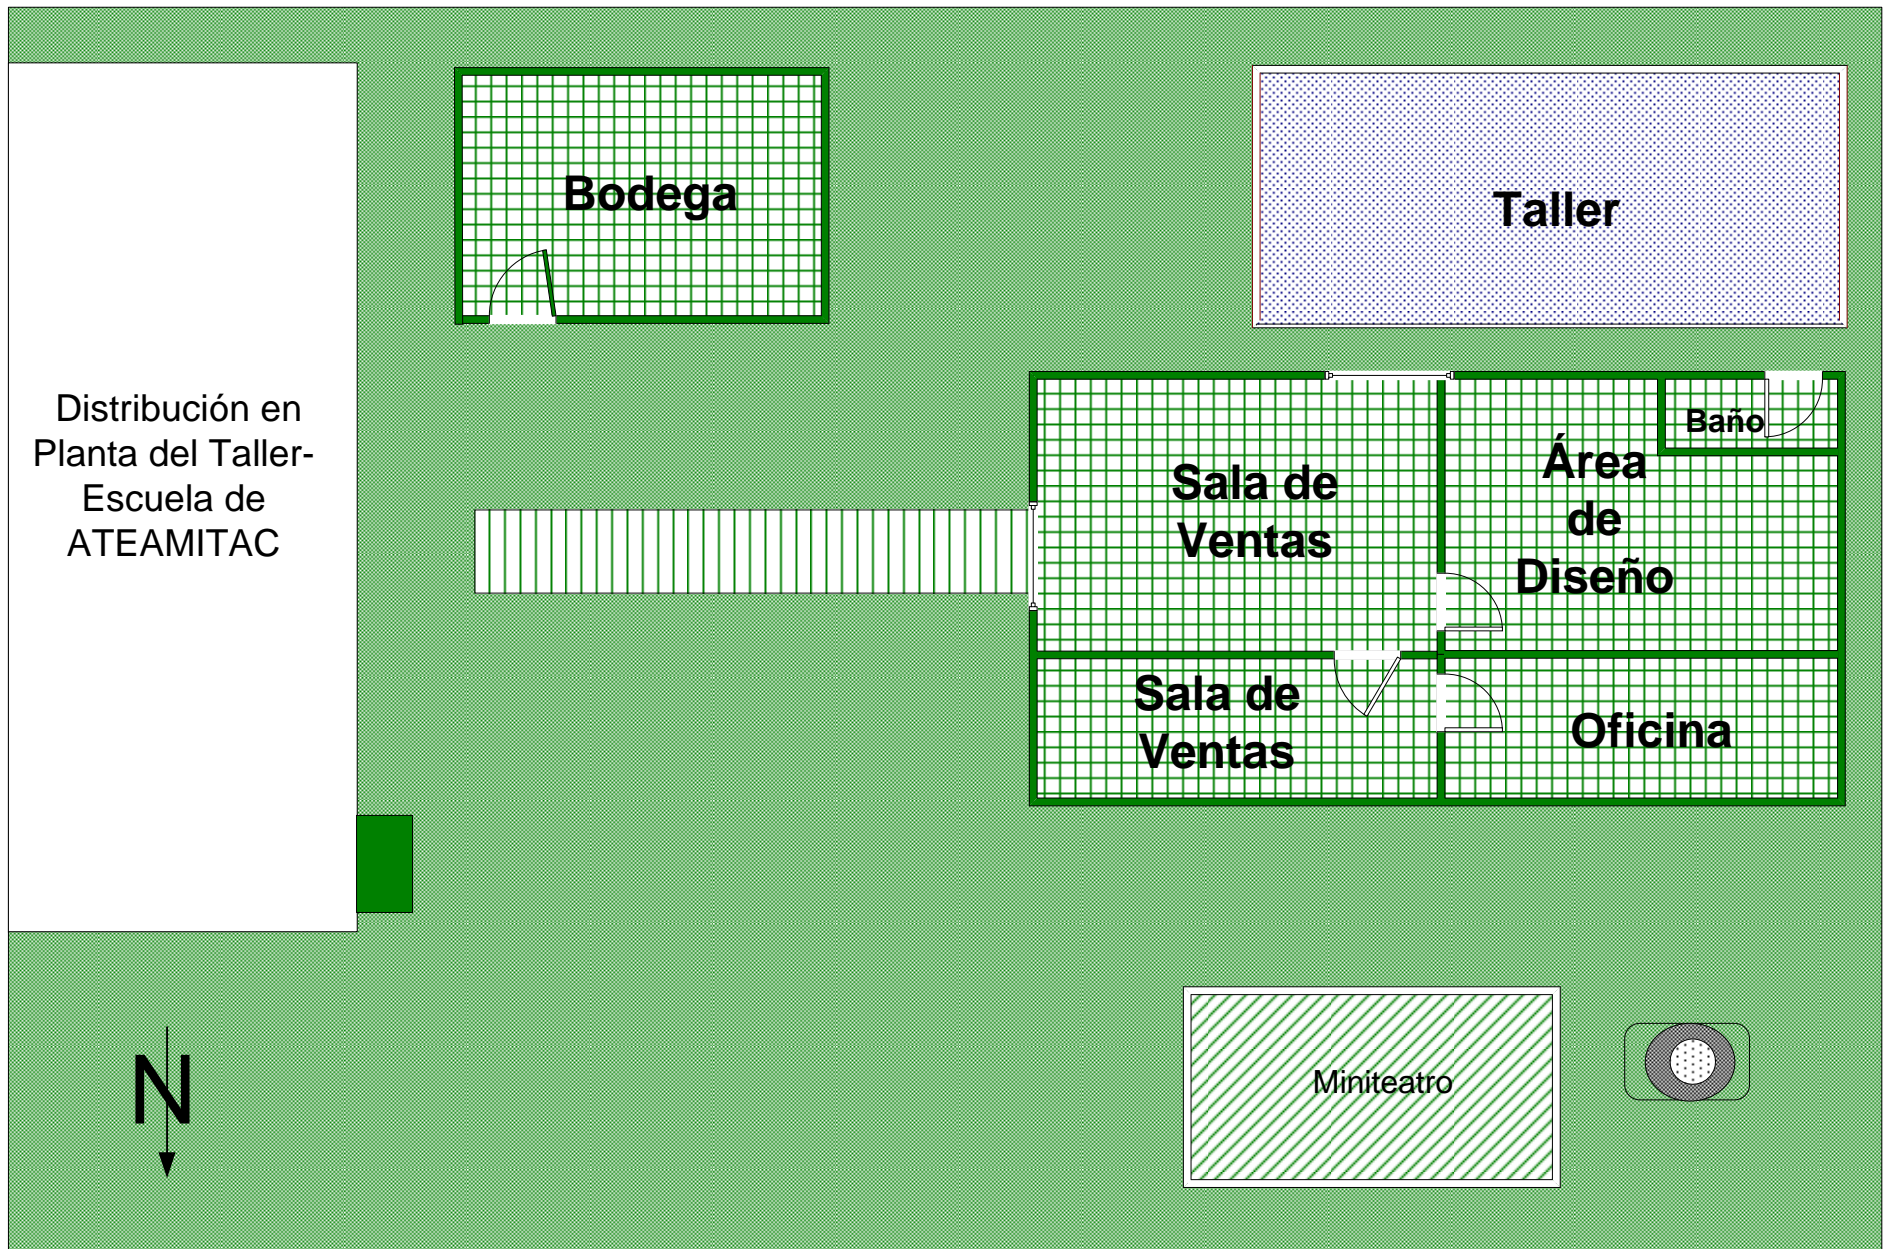 Bodega
Taller
Distribución en
Planta del Taller-
Escuela de
ATEAMITAC
Baño
Sala de
Ventas
Área
de
Diseño
Sala de
Ventas
Oficina
Miniteatro
N